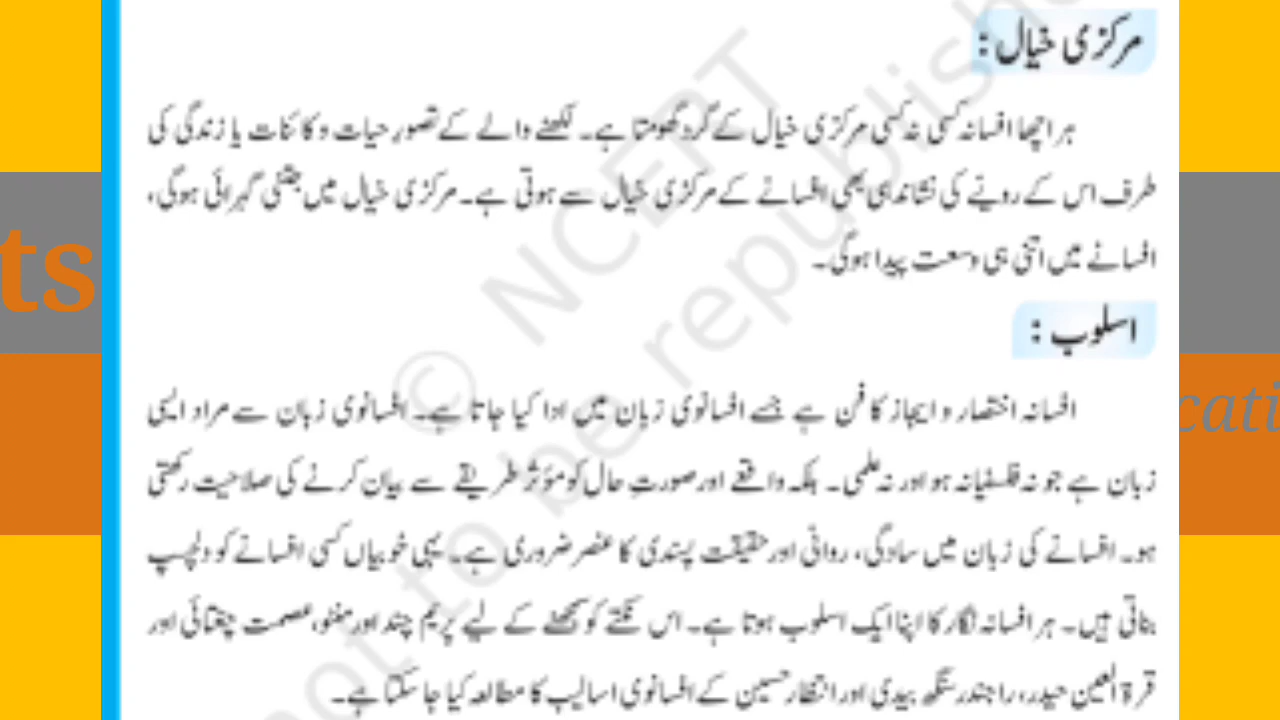 مرکزی خیال :
ہر اچھا افسانہ کسی نہ کسی مرکزی خیال کے گرد گھومتا ہے۔ لکھنے والے کے تصور حیات و کائنات یا زندگی کی
طرف اس کے رویے کی نشاندہی بھی افسانے کے مرکزی خیال سے ہوتی ہے۔ مرکزی خیال میں جتنی گہرائی ہوگی،
افسانے میں اتنی ہی وسعت پیدا ہوگی۔
اسلوب :
افسانہ اختصار و ایجاز کا فن ہے جسے افسانوی زبان میں ادا کیا جاتا ہے۔ افسانوی زبان سے مراد ایسی
زبان ہے جو نہ فلسفیانہ ہو اور نہ علمی۔ بلکہ واقعے اور صورتِ حال کو مؤثر طریقے سے بیان کرنے کی صلاحیت رکھتی
ہو۔ افسانے کی زبان میں سادگی، روانی اور حقیقت پسندی کا عنصر ضروری ہے۔ یہی خوبیاں کسی افسانے کو دلچسپ
بناتی ہیں۔ ہر افسانہ نگار کا اپنا ایک اسلوب ہوتا ہے۔ اس نکتے کو سمجھنے کے لیے پریم چند اور منٹو، عصمت چغتائی اور
قرۃ العین حیدر، راجندر سنگھ بیدی اور انتظار حسین کے افسانوی اسالیب کا مطالعہ کیا جا سکتا ہے۔
© NCERT
not to be republished
ts
cati